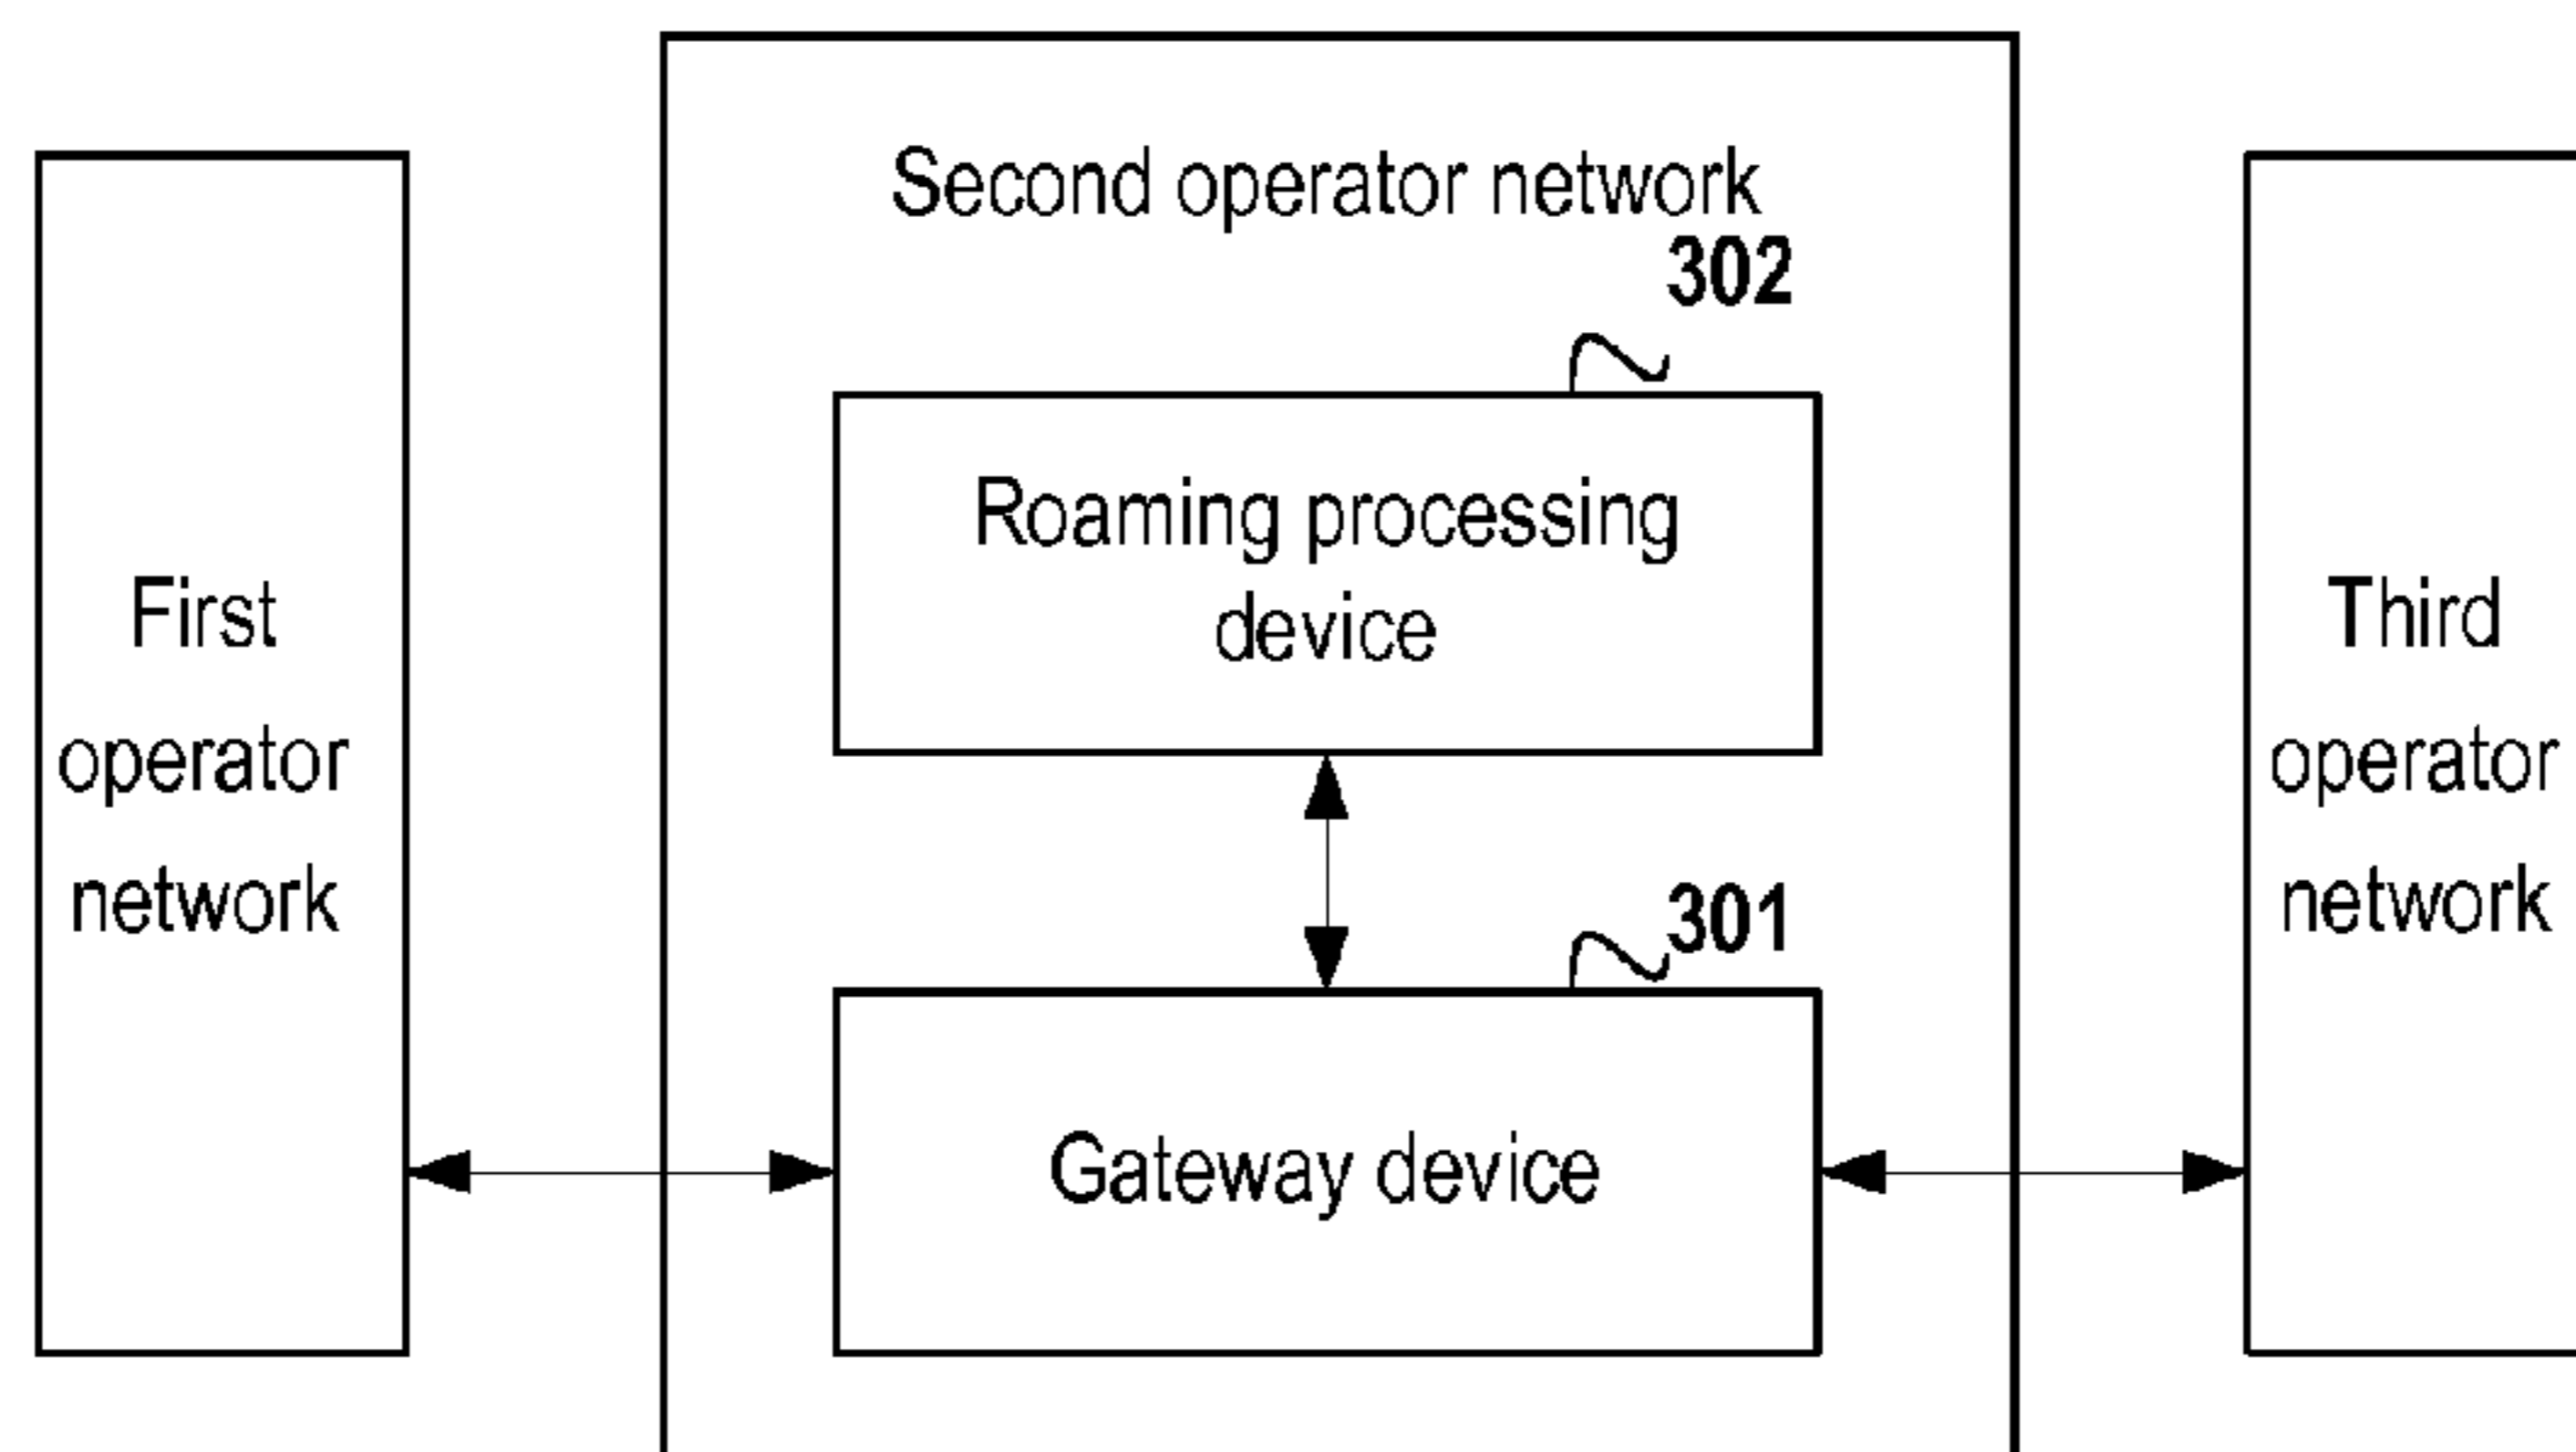 Second operator network
302
Roaming processing
device
First
operator
network
301
Gateway device
Third
operator
network